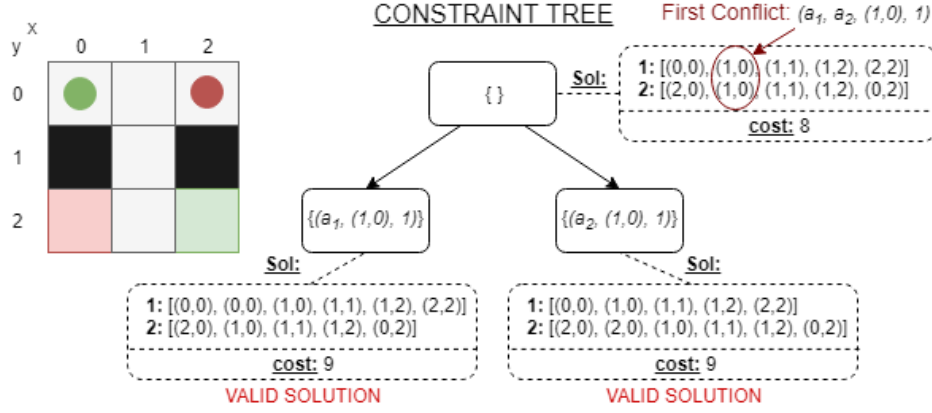 CONSTRAINT TREE
First Conflict: (a1, a2, (1,0), 1)
x
y 0 1 2
0
1
2
{ }
Sol:
1: [(0,0), (1,0), (1,1), (1,2), (2,2)]
2: [(2,0), (1,0), (1,1), (1,2), (0,2)]
cost: 8
{(a1, (1,0), 1)}
{(a2, (1,0), 1)}
Sol:
1: [(0,0), (0,0), (1,0), (1,1), (1,2), (2,2)]
2: [(2,0), (1,0), (1,1), (1,2), (0,2)]
cost: 9
VALID SOLUTION
Sol:
1: [(0,0), (1,0), (1,1), (1,2), (2,2)]
2: [(2,0), (2,0), (1,0), (1,1), (1,2), (0,2)]
cost: 9
VALID SOLUTION